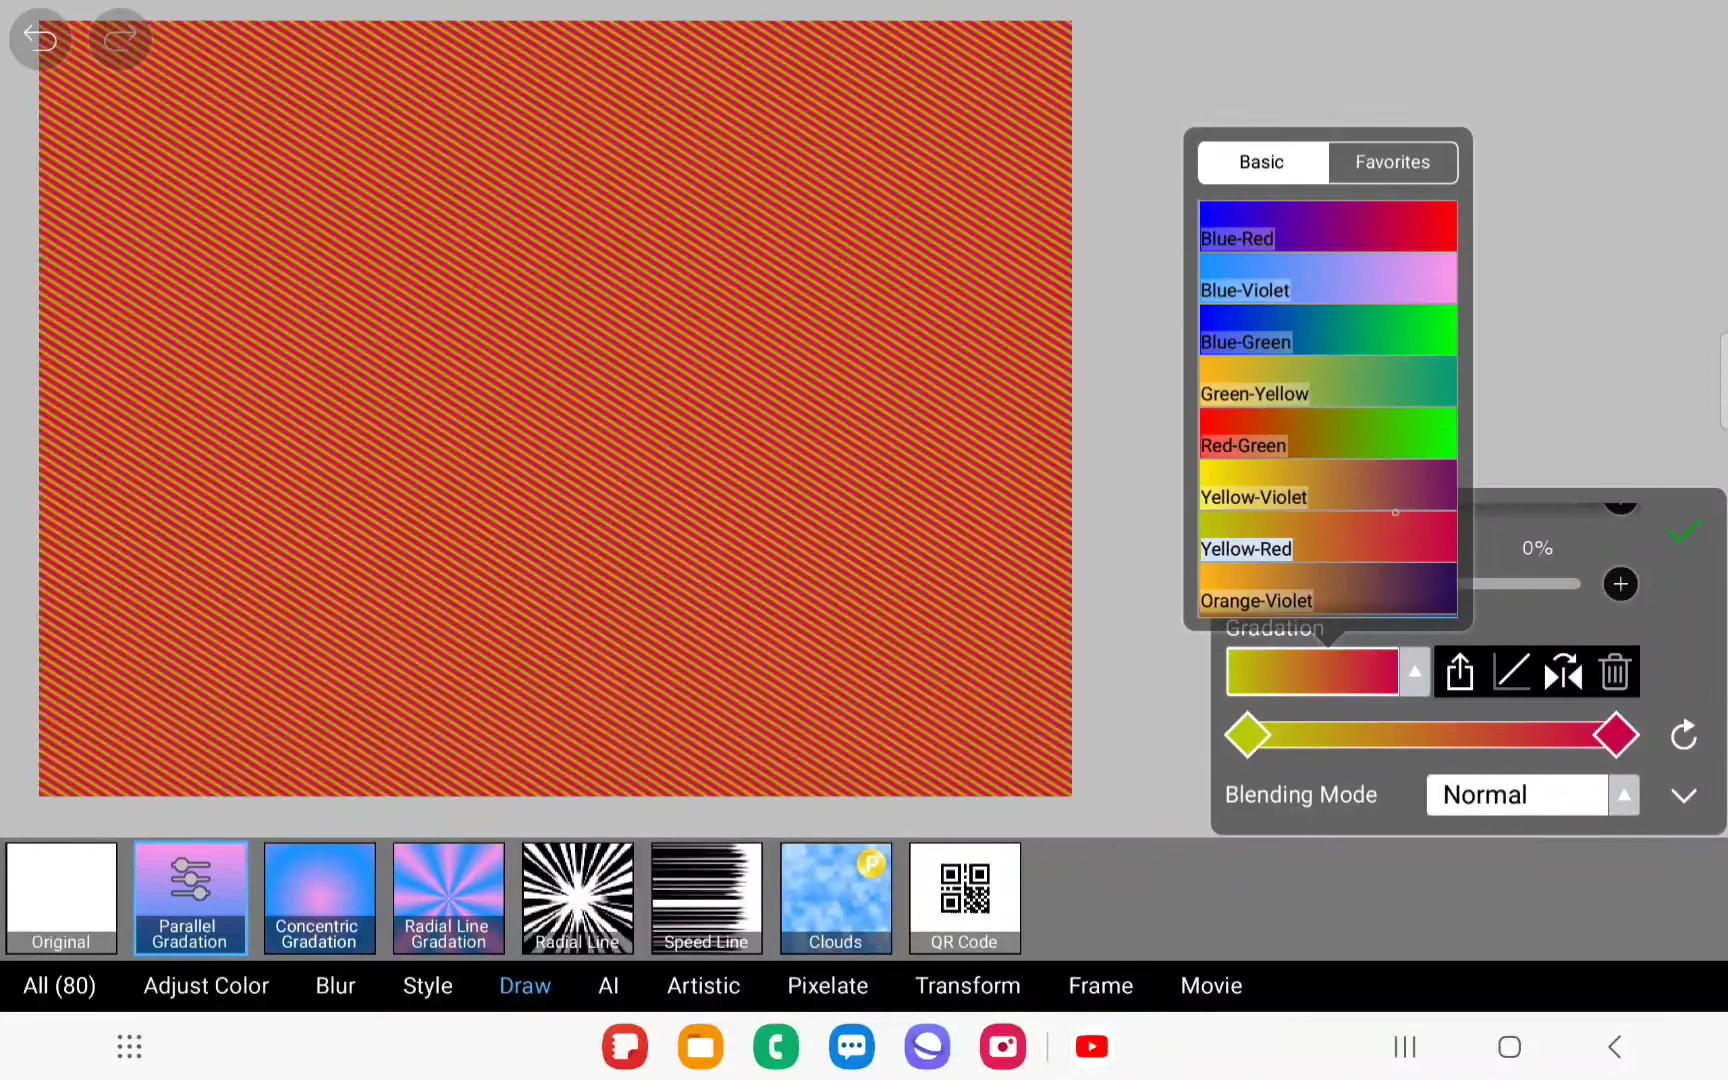 Basic
Favorites
Blue-Red
Blue-Violet
Blue-Green
Green-Yellow
Red-Green
Yellow-Violet
Yellow-Red
Orange-Violet
0%
Gradation
Blending Mode
Normal
Original
Parallel
Gradation
Concentric
Gradation
Radial Line
Gradation
Radial Line
Speed Line
P
Clouds
QR Code
All (80)
Adjust Color
Blur
Style
Draw
AI
Artistic
Pixelate
Transform
Frame
Movie